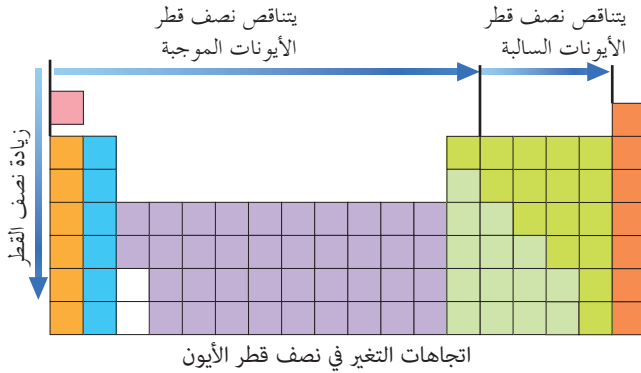 يتناقص نصف قطر
الأيونات السالبة
يتناقص نصف قطر
الأيونات الموجبة
زيادة نصف القطر
اتجاهات التغير في نصف قطر الأيون